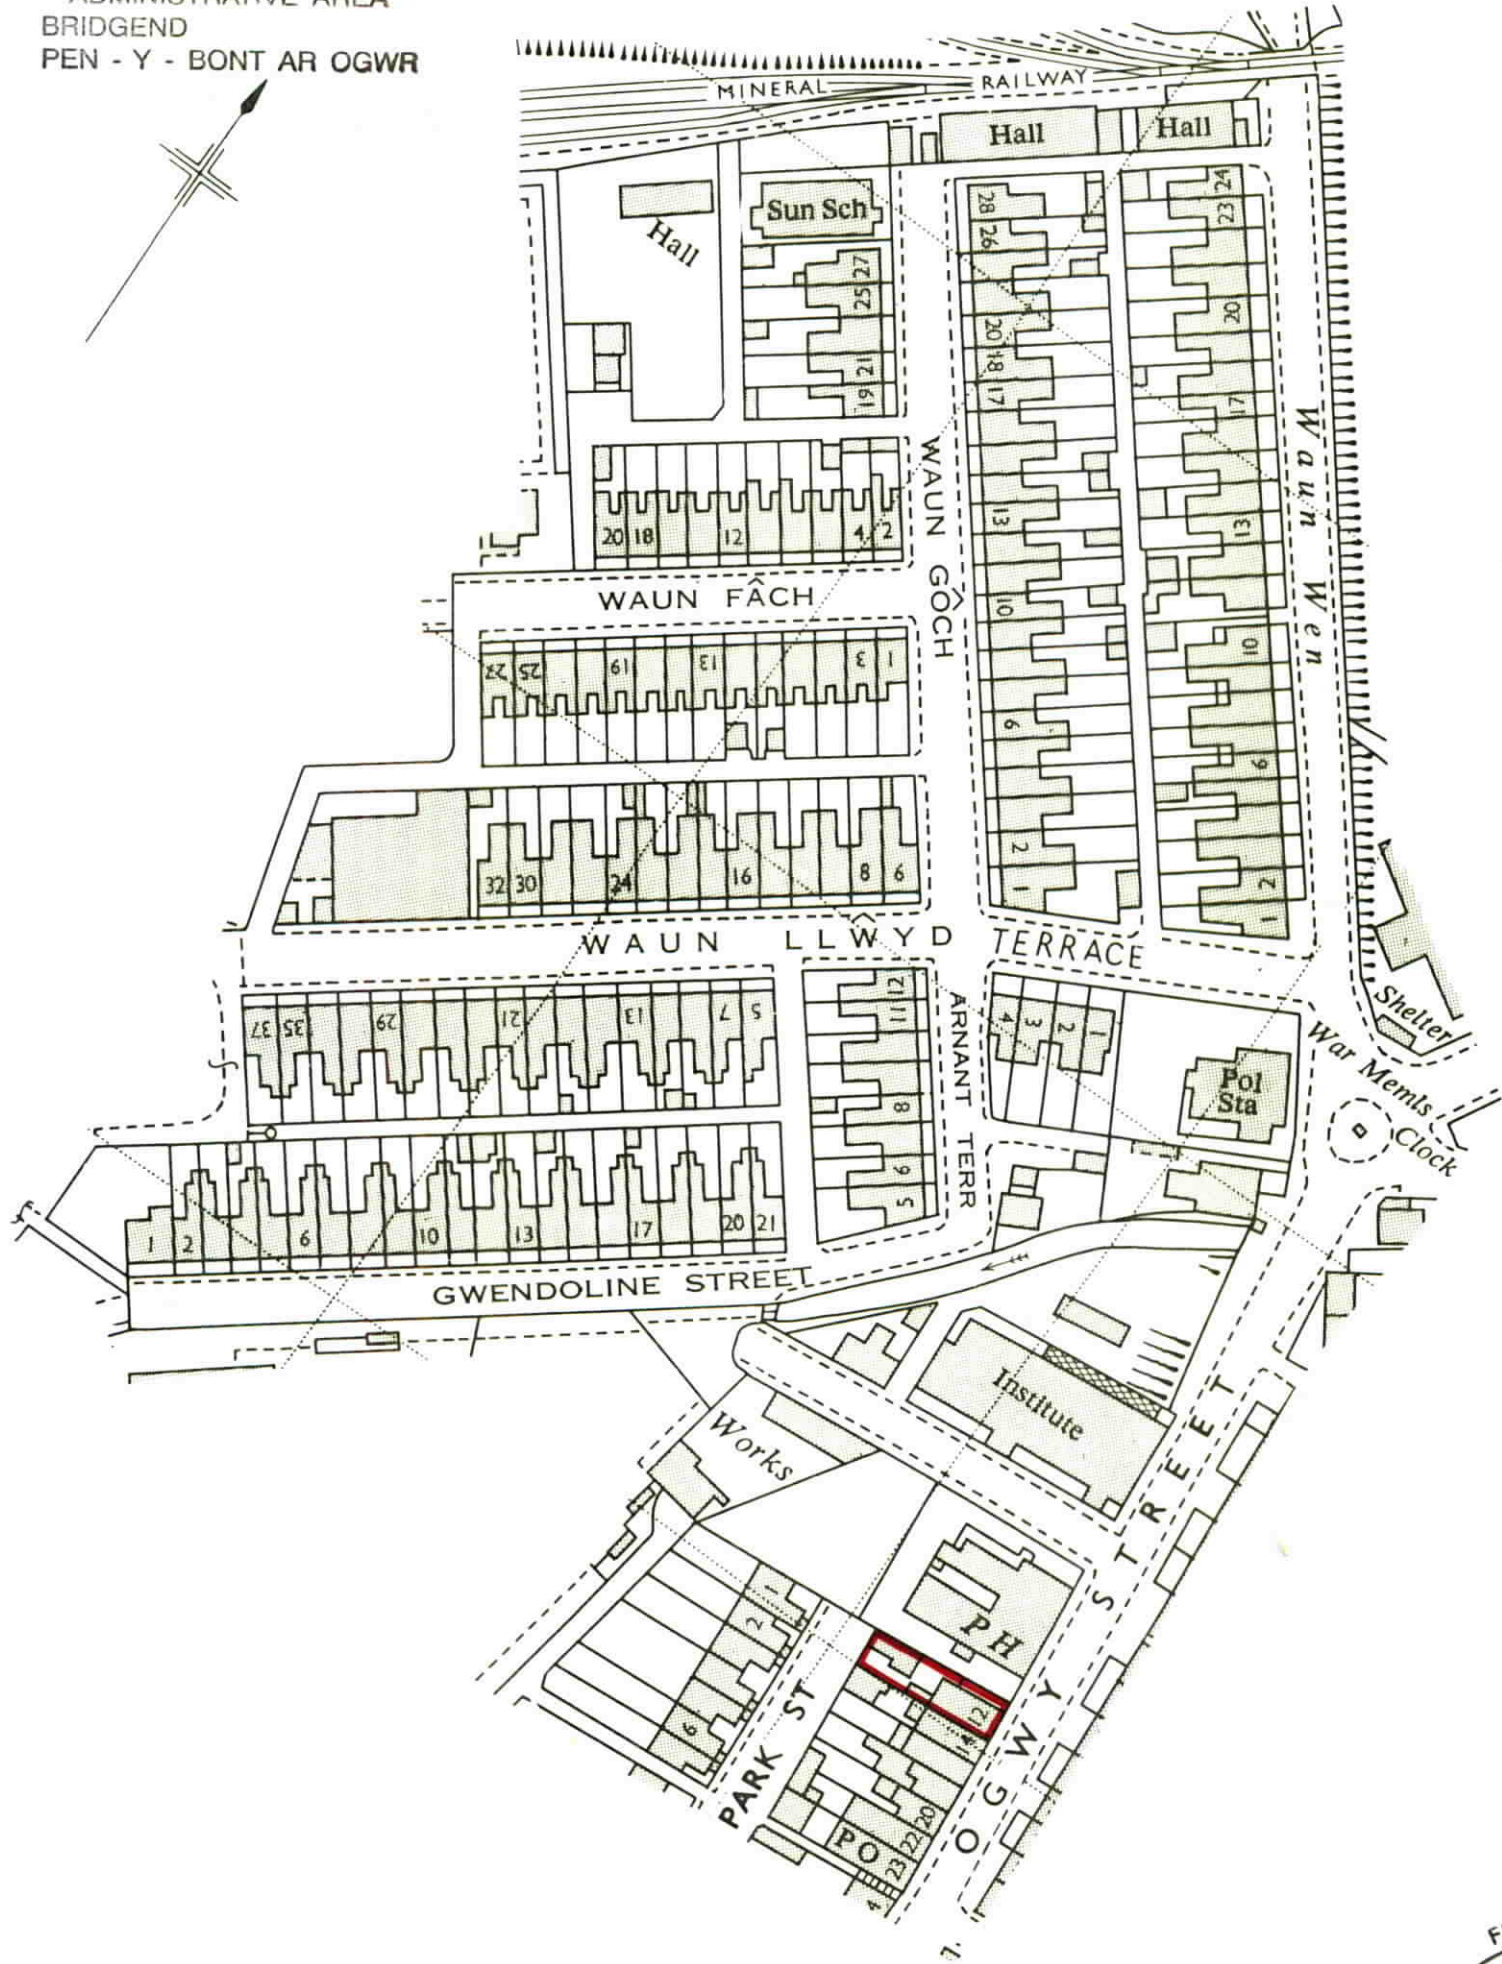 ADMINISTRATIVE AREA
BRIDGEND
PEN - Y - BONT AR OGWR
MINERAL RAILWAY
Hall
Hall
Sun Sch
Hall
28
26
20
18
17
13
10
6
2
1
24
23
20
17
13
10
6
2
1
27
25
21
19
WAUN GÔCH
Waun Wen
20 18 12 4 2
WAUN FÂCH
27 25 19 13 3 1
32 30 24 16 8 6
WAUN LLŴYD TERRACE
37 35 29 21 13 7 5
12
11
8
6
5
ARNANT TERR
4 3 2 1
Pol
Sta
Shelter
War Memls
Clock
1 2 6 10 13 17 20 21
GWENDOLINE STREET
Institute
Works
PH
1
2
6
PARK ST
12
14
20
22
23
PO
4
OGWY STREET